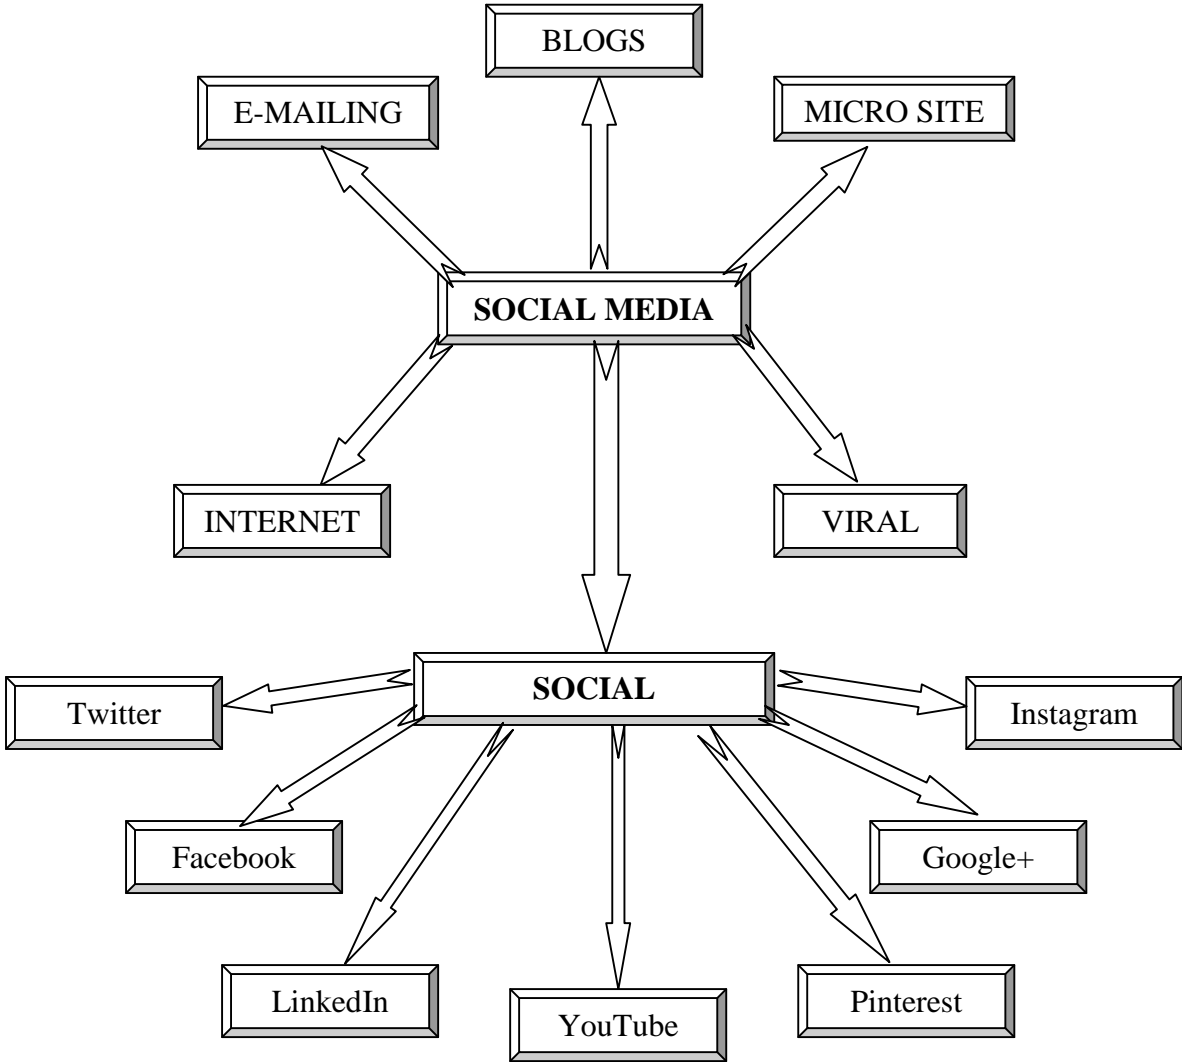 BLOGS
E-MAILING
MICRO SITE
SOCIAL MEDIA
INTERNET
VIRAL
SOCIAL
Twitter
Instagram
Facebook
Google+
LinkedIn
Pinterest
YouTube